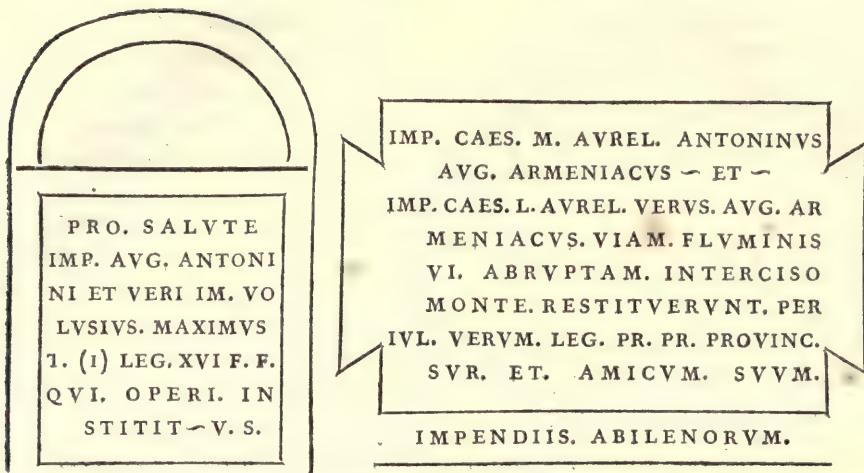 PRO. SALVTE
IMP. AVG. ANTONI
NI ET VERI IM. VO
LVSIVS. MAXIMVS
Ɔ. (I) LEG. XVI F. F.
QVI. OPERI. IN
STITIT ~ V. S.
IMP. CAES. M. AVREL. ANTONINVS
AVG. ARMENIACVS ~ ET ~
IMP. CAES. L. AVREL. VERVS. AVG. AR
MENIACVS. VIAM. FLVMINIS
VI. ABRVPTAM. INTERCISO
MONTE. RESTITVERVNT. PER
IVL. VERVM. LEG. PR. PR. PROVINC.
SVR. ET. AMICVM. SVVM.
IMPENDIIS. ABILENORVM.